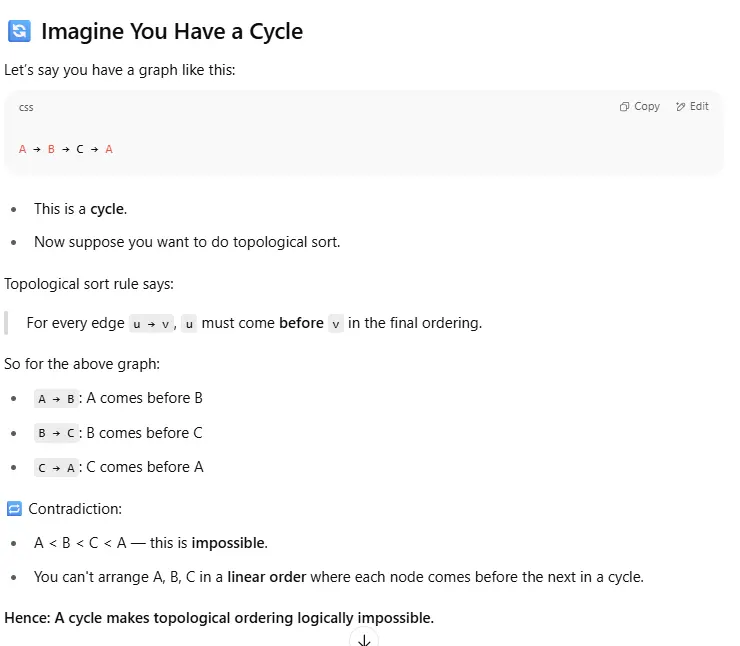 Imagine You Have a Cycle
Let's say you have a graph like this:
css
Copy Edit
A → B → C → A
• This is a cycle.
• Now suppose you want to do topological sort.
Topological sort rule says:
For every edge u → v, u must come before v in the final ordering.
So for the above graph:
• A → B: A comes before B
• B → C: B comes before C
• C → A: C comes before A
Contradiction:
• A < B < C < A — this is impossible.
• You can't arrange A, B, C in a linear order where each node comes before the next in a cycle.
Hence: A cycle makes topological ordering logically impossible.